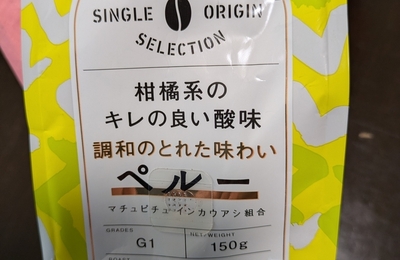 SINGLE ORIGIN
SELECTION
柑橘系の
キレの良い酸味
調和のとれた味わい
ペルー
マチュピチュ インカウアシ組合
GRADES
NET WEIGHT
G1
150g